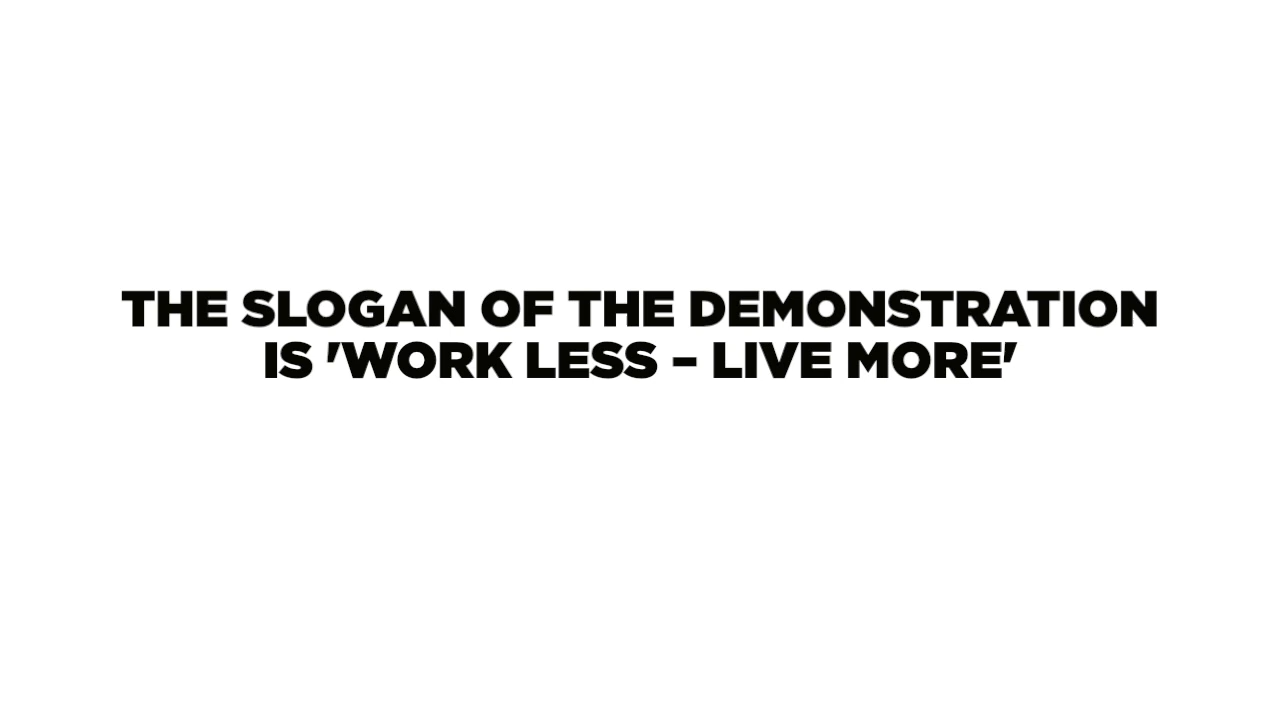 THE SLOGAN OF THE DEMONSTRATION
IS 'WORK LESS – LIVE MORE'